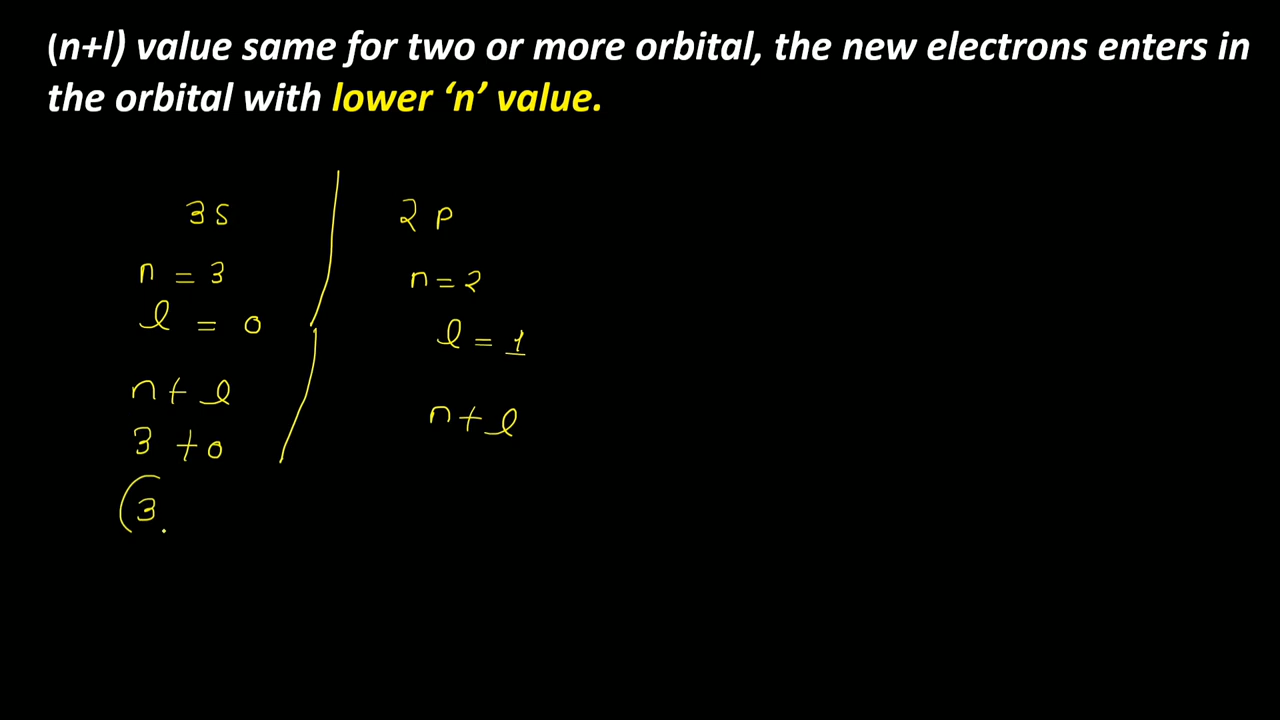 (n+l) value same for two or more orbital, the new electrons enters in
the orbital with lower ‘n’ value.
3s
n = 3
l = 0
n + l
3 + 0
(3
2 p
n = 2
l = 1
n + l